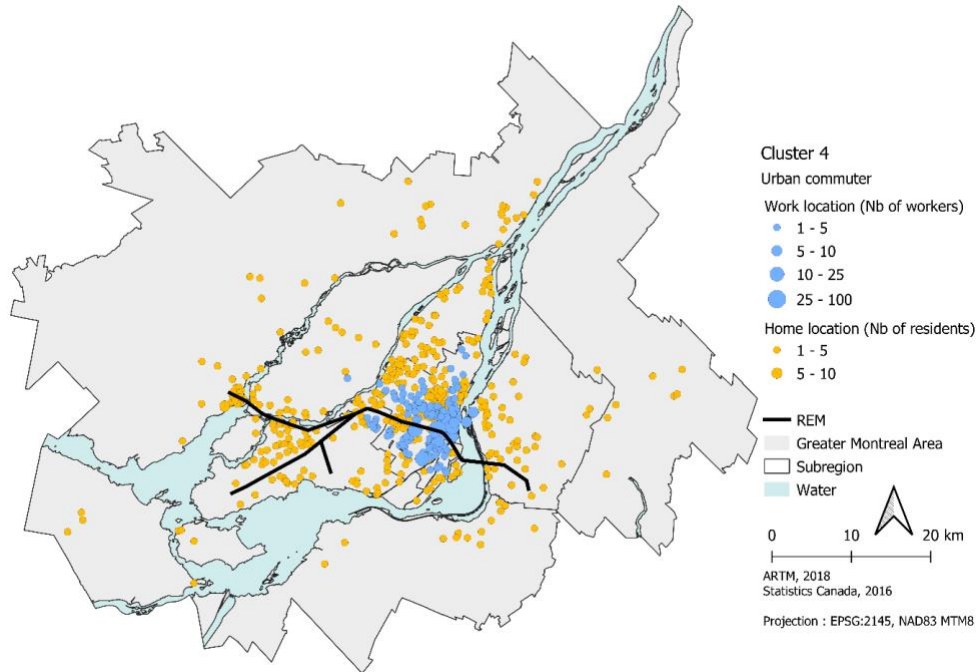 Cluster 4
Urban commuter
Work location (Nb of workers)
1 - 5
5 - 10
10 - 25
25 - 100
Home location (Nb of residents)
1 - 5
5 - 10
REM
Greater Montreal Area
Subregion
Water
0 10 20 km
ARTM, 2018
Statistics Canada, 2016
Projection : EPSG:2145, NAD83 MTM8